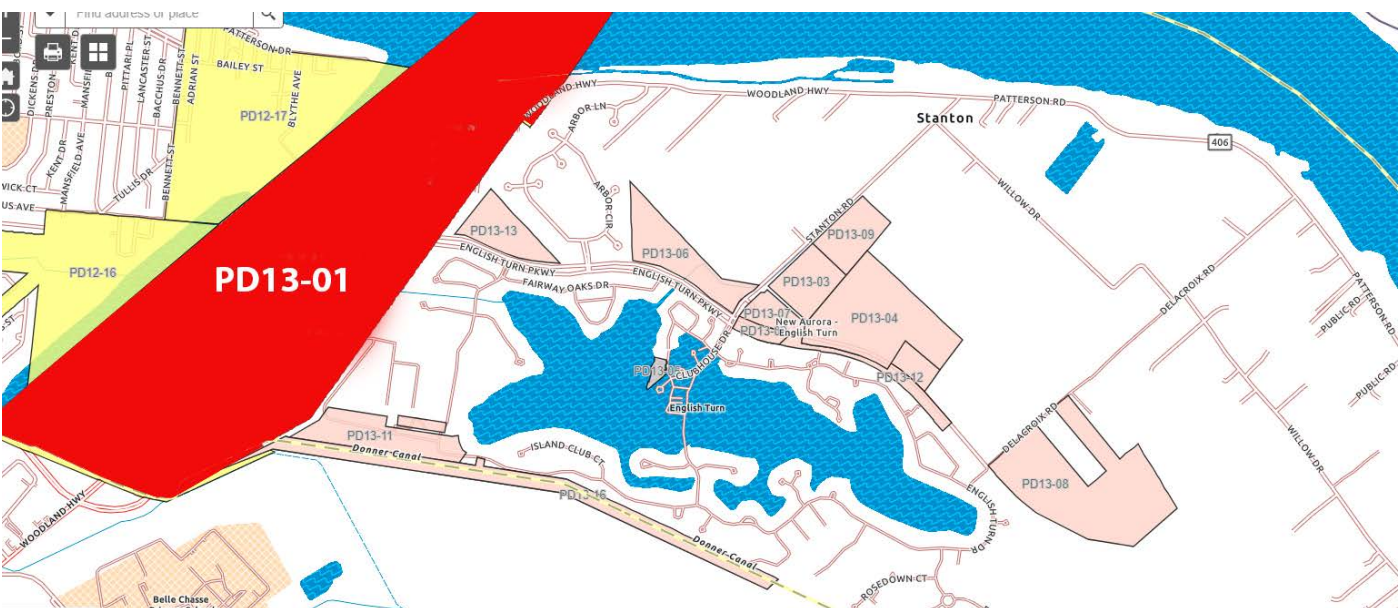 Find address or place
PATTERSON DR
BAILEY ST
DICKENS DR
PRESTON
KENT DR
MANSFIELD AVE
PITTARI PL
LANCASTER ST
BACCHUS DR
BENNETT ST
ADRIAN ST
BLYTHE AVE
PD12-17
KENT DR
MANSFIELD AVE
TULLIS DR
BENNETT ST
WICK CT
US AVE
PD12-16
PD13-01
WOODLAND HWY
WOODLAND HWY
PATTERSON RD
Stanton
406
ARBOR LN
ARBOR CIR
WILLOW DR
STANTON RD
PD13-13
PD13-06
PD13-09
PD13-03
ENGLISH TURN PKWY
ENGLISH TURN PKWY
FAIRWAY OAKS DR
PD13-07
PD13-04
New Aurora -
English Turn
DELACROIX RD
PATTERSON RD
PUBLIC RD
CLUBHOUSE DR
PD13-12
PUBLIC RD
English Turn
DELACROIX RD
WILLOW DR
PD13-11
Donner Canal
ISLAND CLUB CT
PD13-16
PD13-08
ENGLISH TURN DR
WOODLAND HWY
Donner Canal
ROSEDOWN CT
Belle Chasse